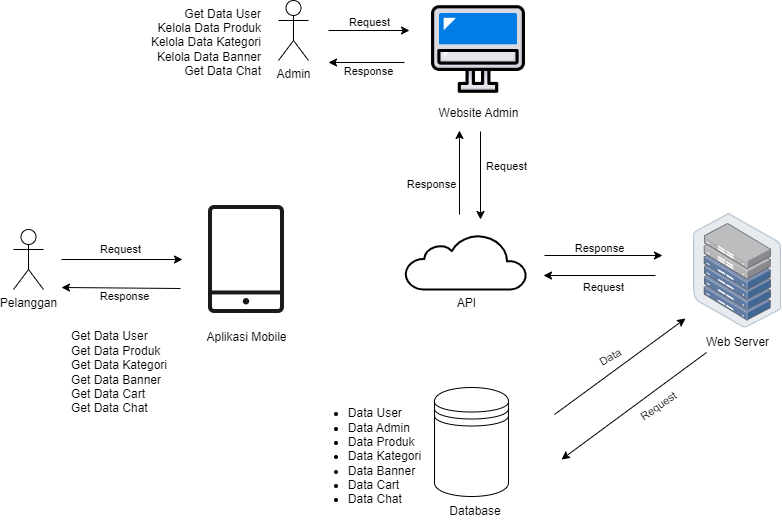 Get Data User
Kelola Data Produk
Kelola Data Kategori
Kelola Data Banner
Get Data Chat
Admin
Request
Response
Website Admin
Response
Request
Pelanggan
Request
Response
Aplikasi Mobile
Get Data User
Get Data Produk
Get Data Kategori
Get Data Banner
Get Data Cart
Get Data Chat
API
Response
Request
Web Server
Data
Request
Data User
Data Admin
Data Produk
Data Kategori
Data Banner
Data Cart
Data Chat
Database